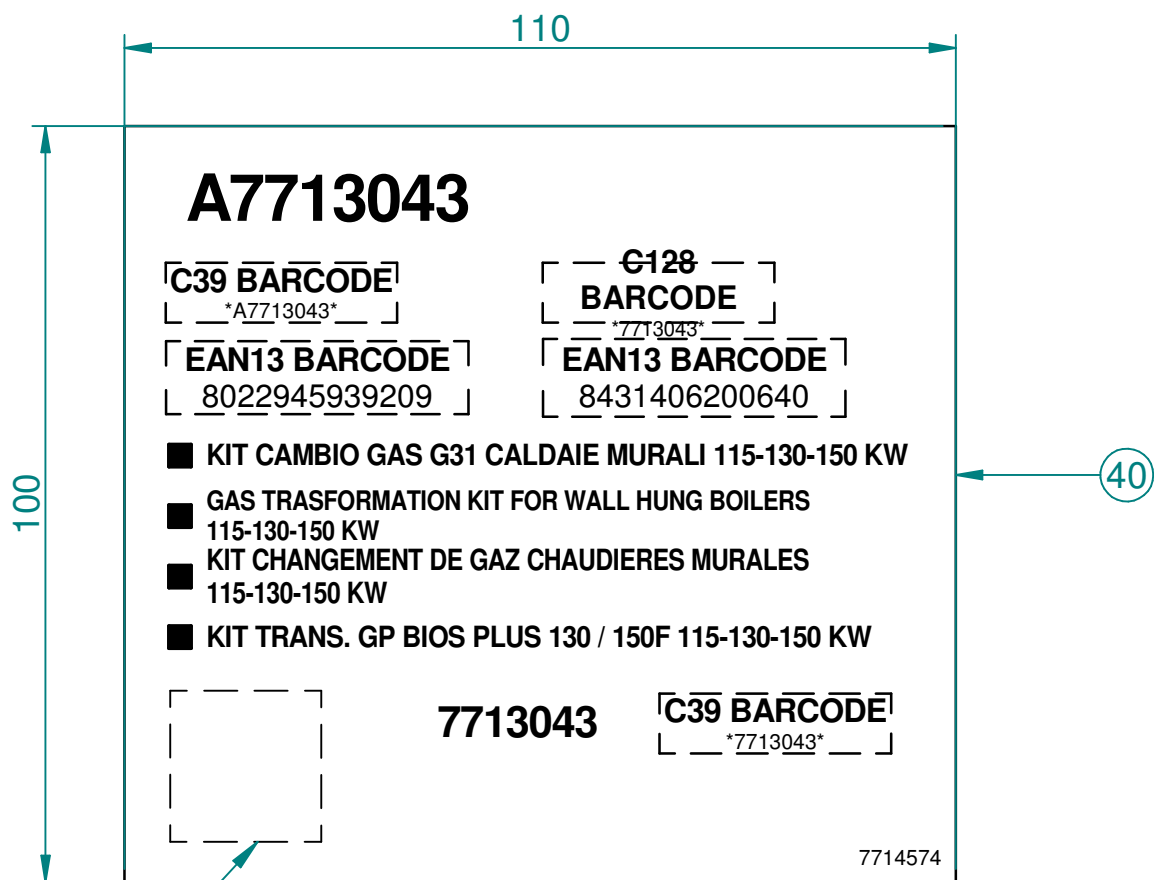 110
A7713043
C39 BARCODE
*A7713043*
C128
BARCODE
*7713043*
EAN13 BARCODE
8022945939209
EAN13 BARCODE
8431406200640
KIT CAMBIO GAS G31 CALDAIE MURALI 115-130-150 KW
GAS TRASFORMATION KIT FOR WALL HUNG BOILERS
115-130-150 KW
KIT CHANGEMENT DE GAZ CHAUDIERES MURALES
115-130-150 KW
KIT TRANS. GP BIOS PLUS 130 / 150F 115-130-150 KW
100
40
7713043
C39 BARCODE
*7713043*
7714574